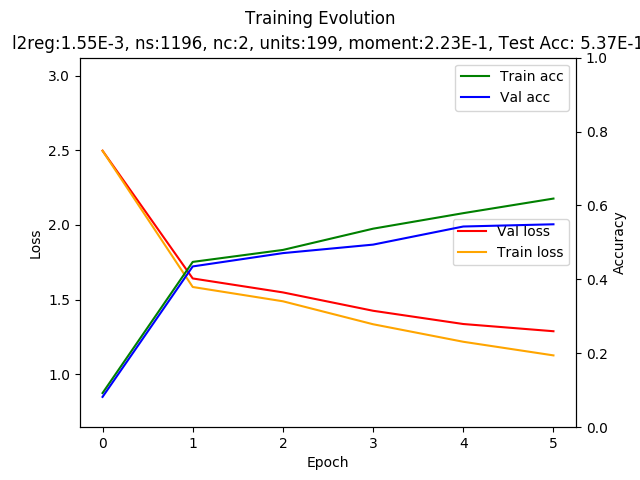 Training Evolution
l2reg:1.55E-3, ns:1196, nc:2, units:199, moment:2.23E-1, Test Acc: 5.37E-1
3.0
2.5
2.0
1.5
1.0
Loss
0 1 2 3 4 5
Epoch
1.0
0.8
0.6
0.4
0.2
0.0
Accuracy
Train acc
Val acc
Val loss
Train loss